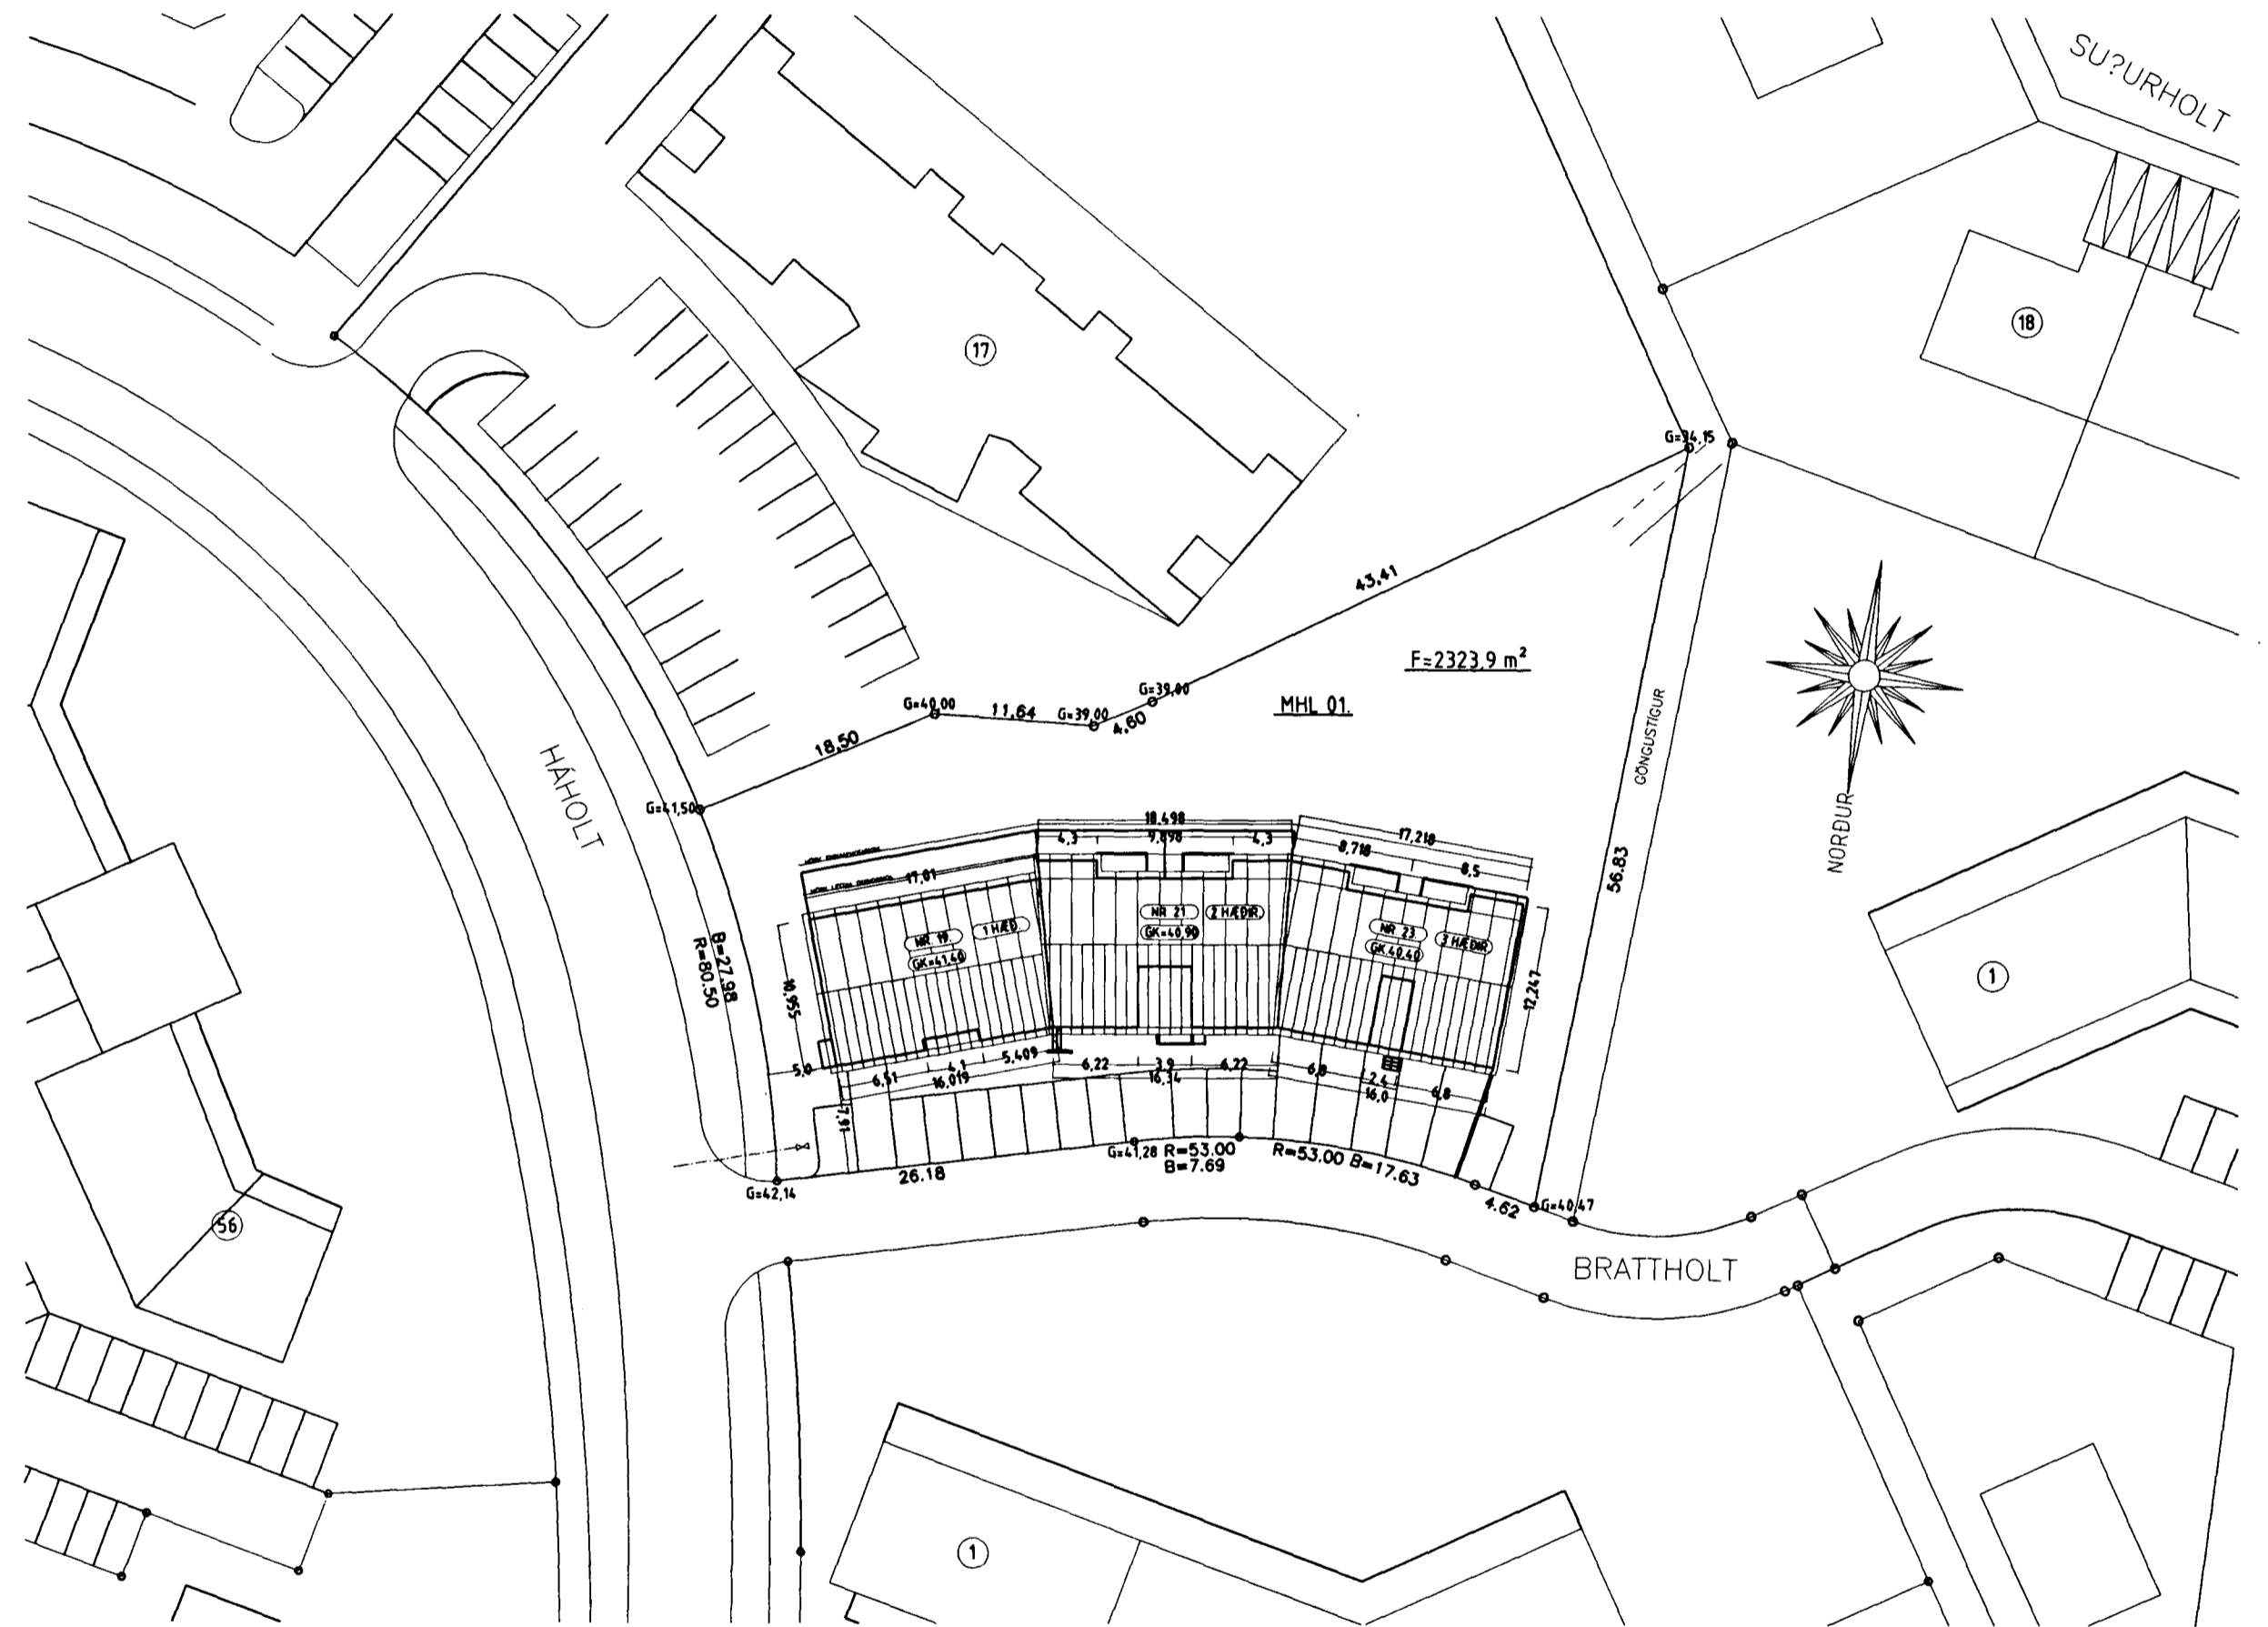 SU?URHOLT
18
17
G=34,15
43,41
F=2323,9 m²
MHL 01.
G=39,00
G=40,00
11,64
G=39,00
4,60
18,50
G=41,50
HÁHOLT
GÖNGUSTÍGUR
56.83
NORÐUR
18,498
4,3
9,898
4,3
17,218
8,718
8,5
17,01
NR. 19.
1 HÆÐ
GK=41,40
NR 21
2 HÆÐIR
GK=40,90
NR 23
3 HÆÐIR
GK.40,40
B=27.98
R=80.50
10,955
12,247
1
5,0
6,51
4,1
5,409
16,019
6,22
3,9
6,22
16,34
6,8
2,4
6,8
16,0
7,91
26.18
G=41,28
R=53.00
B=7.69
R=53.00 B=17.63
4.62
G=40,47
G=42,14
56
BRATTHOLT
1